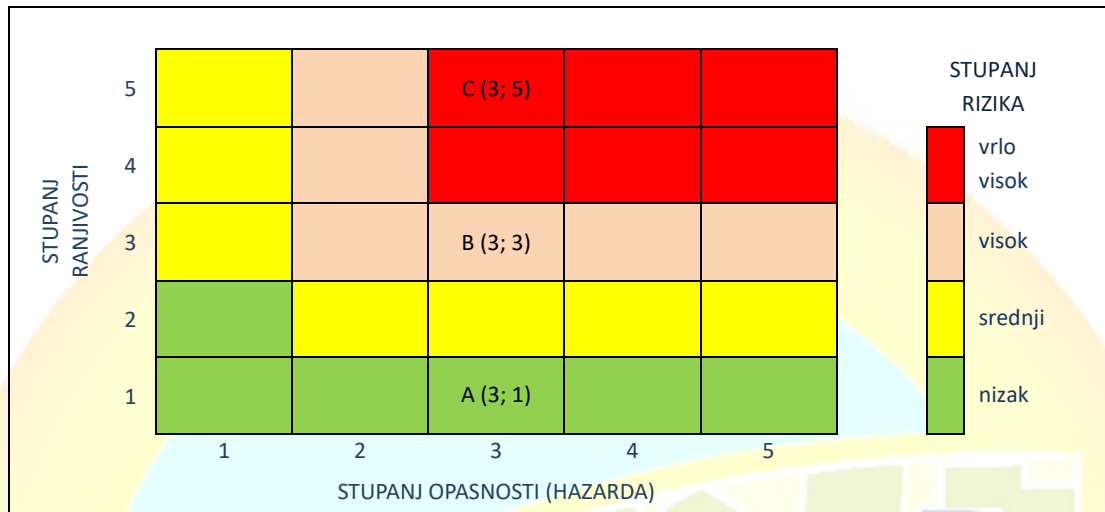 STUPANJ
RANJIVOSTI
5
4
3
2
1
C (3; 5)
B (3; 3)
A (3; 1)
1
2
3
4
5
STUPANJ OPASNOSTI (HAZARDA)
STUPANJ
RIZIKA
vrlo
visok
visok
srednji
nizak